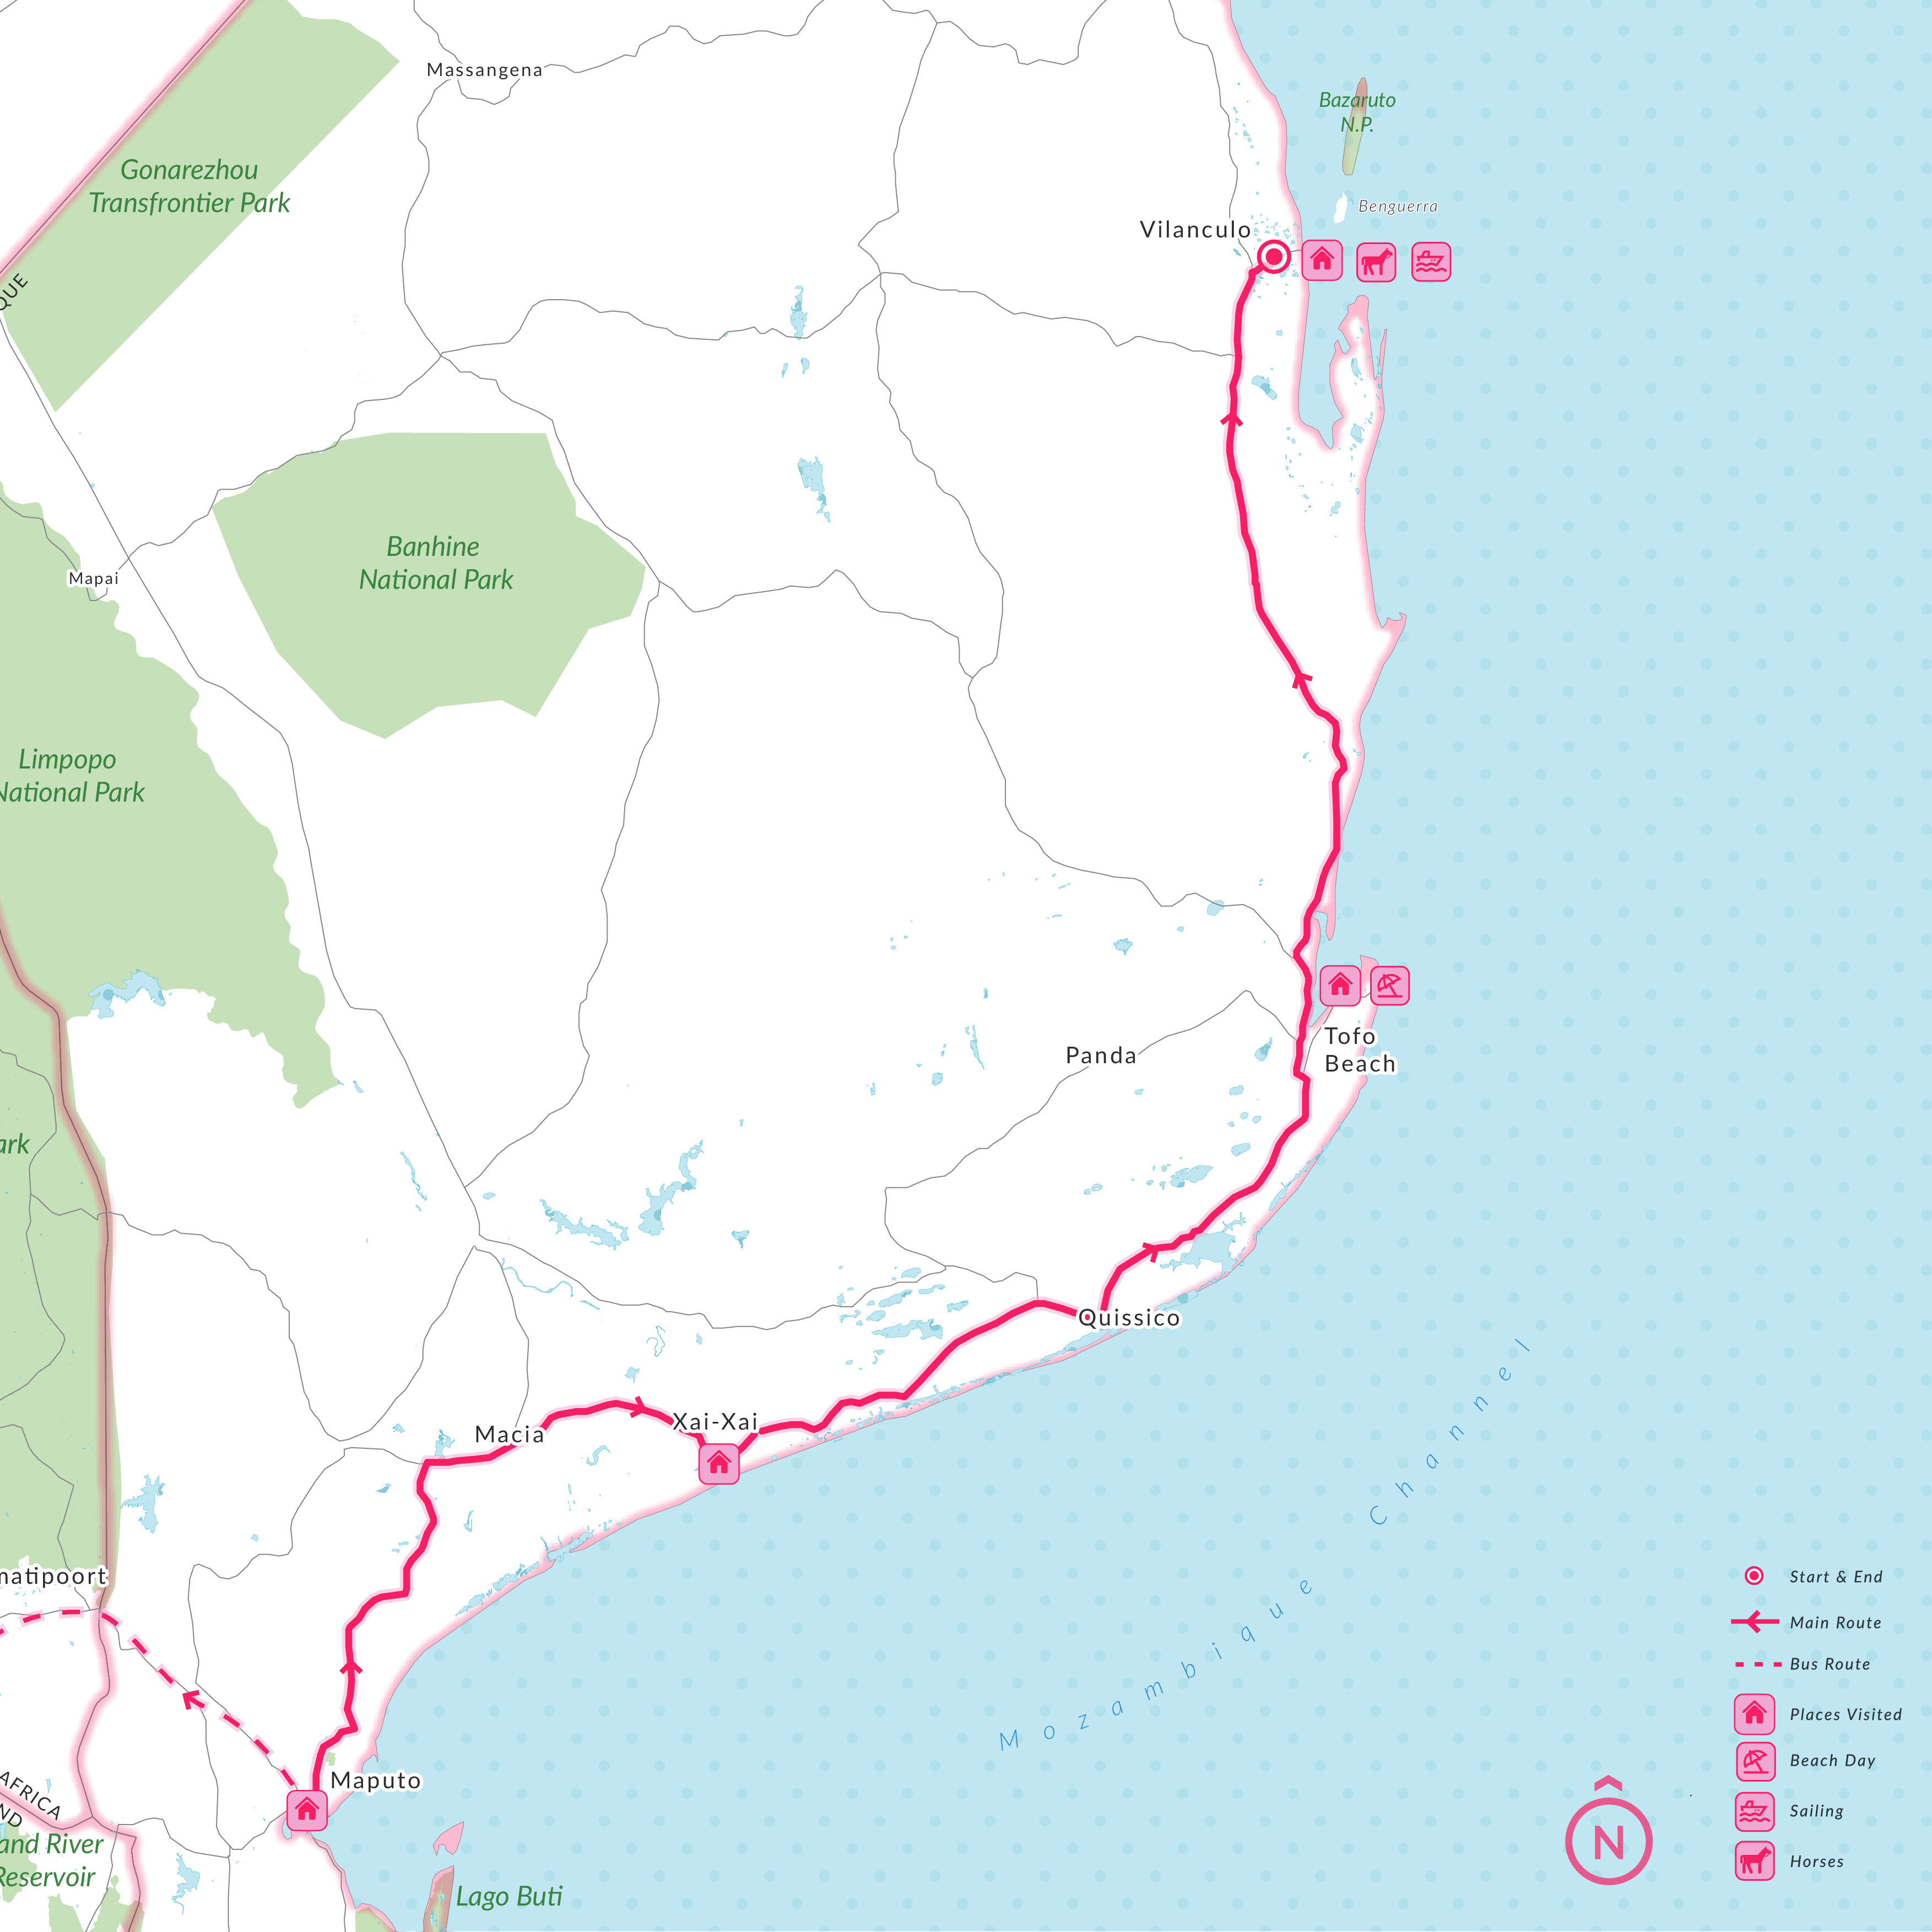 Massangena
Bazaruto
N.P.
Gonarezhou
Transfrontier Park
Benguerra
Vilanculo
QUE
Banhine
National Park
Mapai
Limpopo
National Park
Tofo
Beach
Panda
ark
Quissico
Xai-Xai
Macia
Mozambique Channel
matipoort
Maputo
AFRICA
ND
and River
Reservoir
Lago Buti
Start & End
Main Route
Bus Route
Places Visited
Beach Day
Sailing
Horses
N